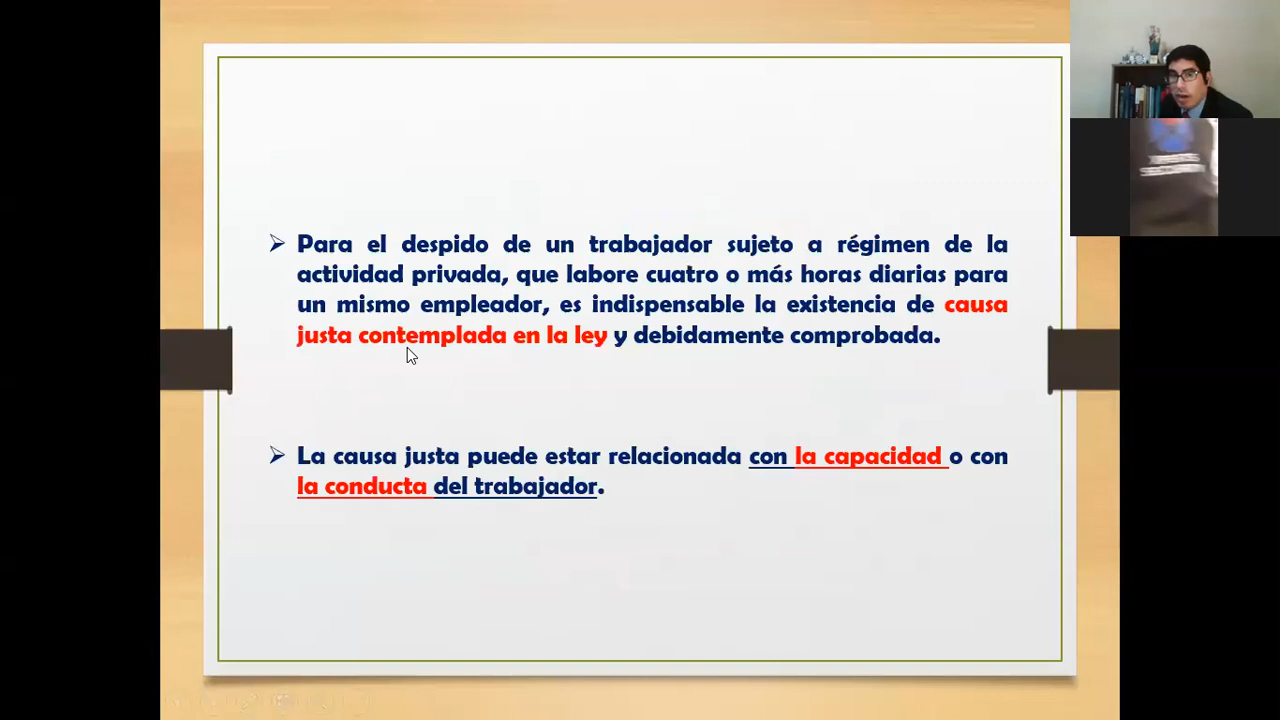 Para el despido de un trabajador sujeto a régimen de la
actividad privada, que labore cuatro o más horas diarias para
un mismo empleador, es indispensable la existencia de causa
justa contemplada en la ley y debidamente comprobada.
La causa justa puede estar relacionada con la capacidad o con
la conducta del trabajador.